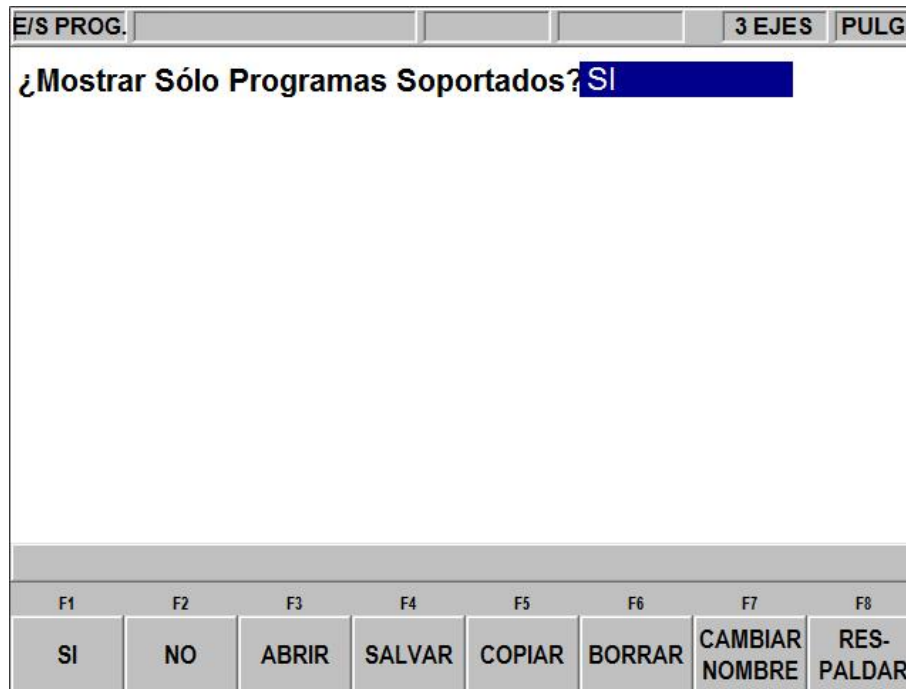 E/S PROG. 3 EJES PULG
¿Mostrar Sólo Programas Soportados? SI
F1 F2 F3 F4 F5 F6 F7 F8
SI NO ABRIR SALVAR COPIAR BORRAR CAMBIAR NOMBRE RES-PALDAR